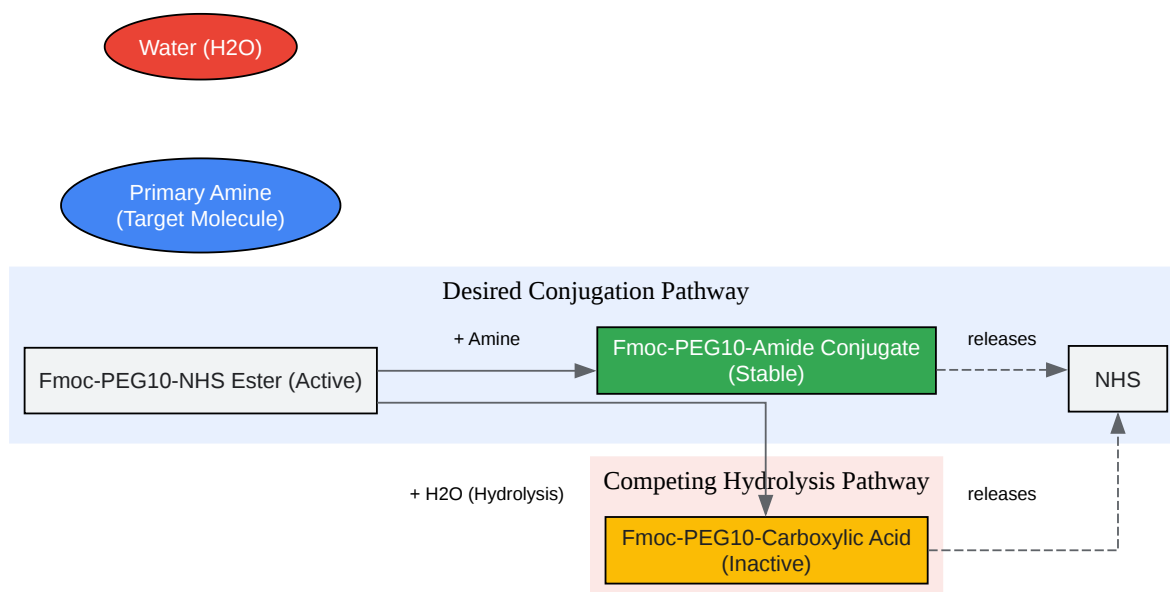 Water (H2O)
Primary Amine
(Target Molecule)
Desired Conjugation Pathway
+ Amine
Fmoc-PEG10-Amide Conjugate
(Stable)
releases
Fmoc-PEG10-NHS Ester (Active)
NHS
+ H2O (Hydrolysis)
Competing Hydrolysis Pathway
releases
Fmoc-PEG10-Carboxylic Acid
(Inactive)